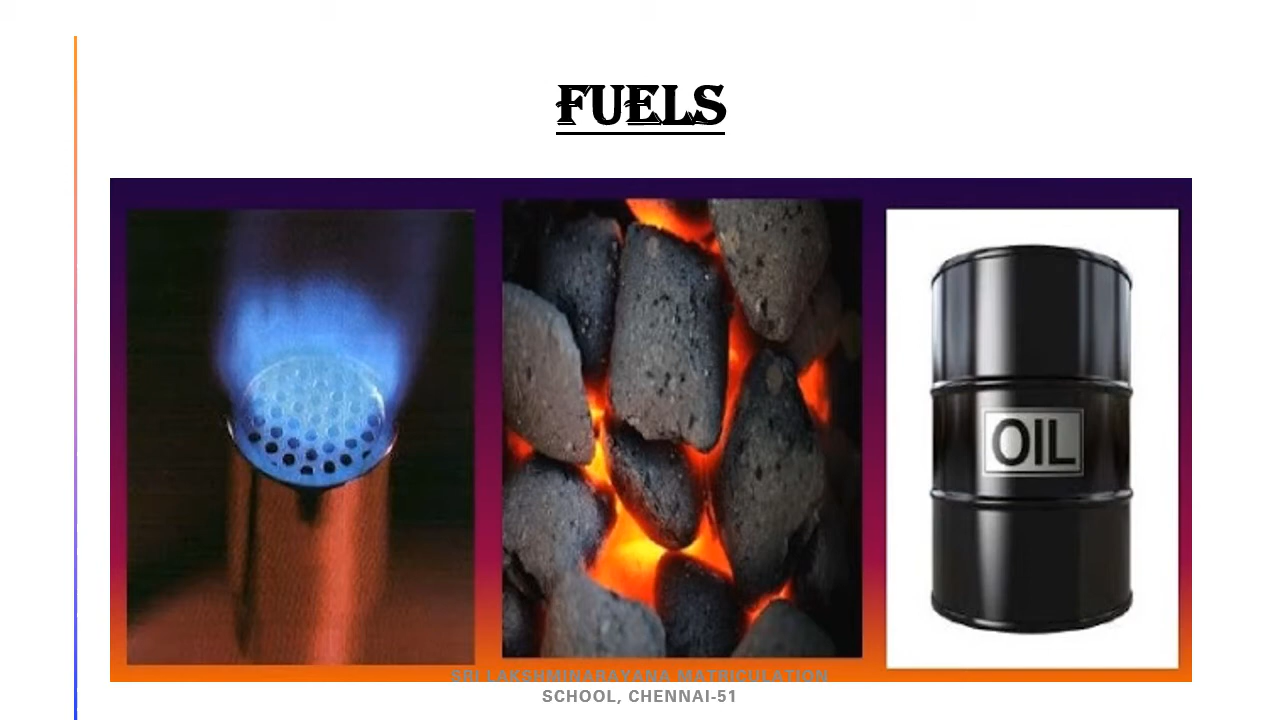 FUELS
OIL
SRI LAKSHMINARAYANA MATRICULATION
SCHOOL, CHENNAI-51